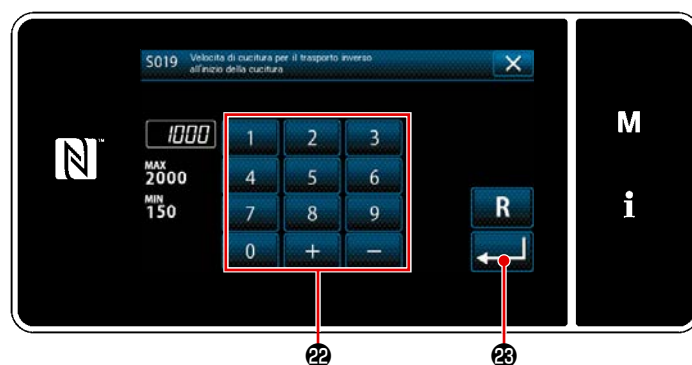 S019 Velocita di cucitura per il trasporto inverso
all'inizio della cucitura
1000
MAX
2000
MIN
150
1 2 3
4 5 6
7 8 9
0 + −
R
N
M
i
22 23